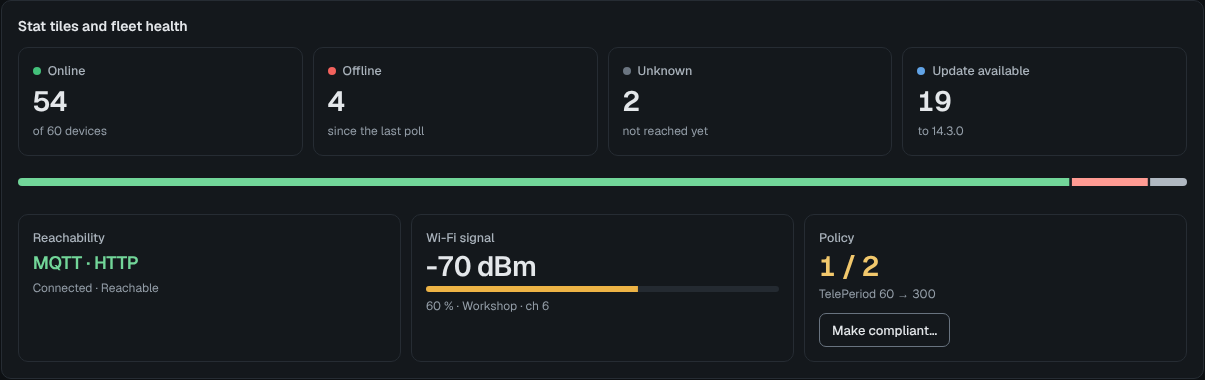 Stat tiles and fleet health
Online
54
of 60 devices
Offline
4
since the last poll
Unknown
2
not reached yet
Update available
19
to 14.3.0
Reachability
MQTT · HTTP
Connected · Reachable
Wi-Fi signal
-70 dBm
60 % · Workshop · ch 6
Policy
1 / 2
TelePeriod 60 → 300
Make compliant…